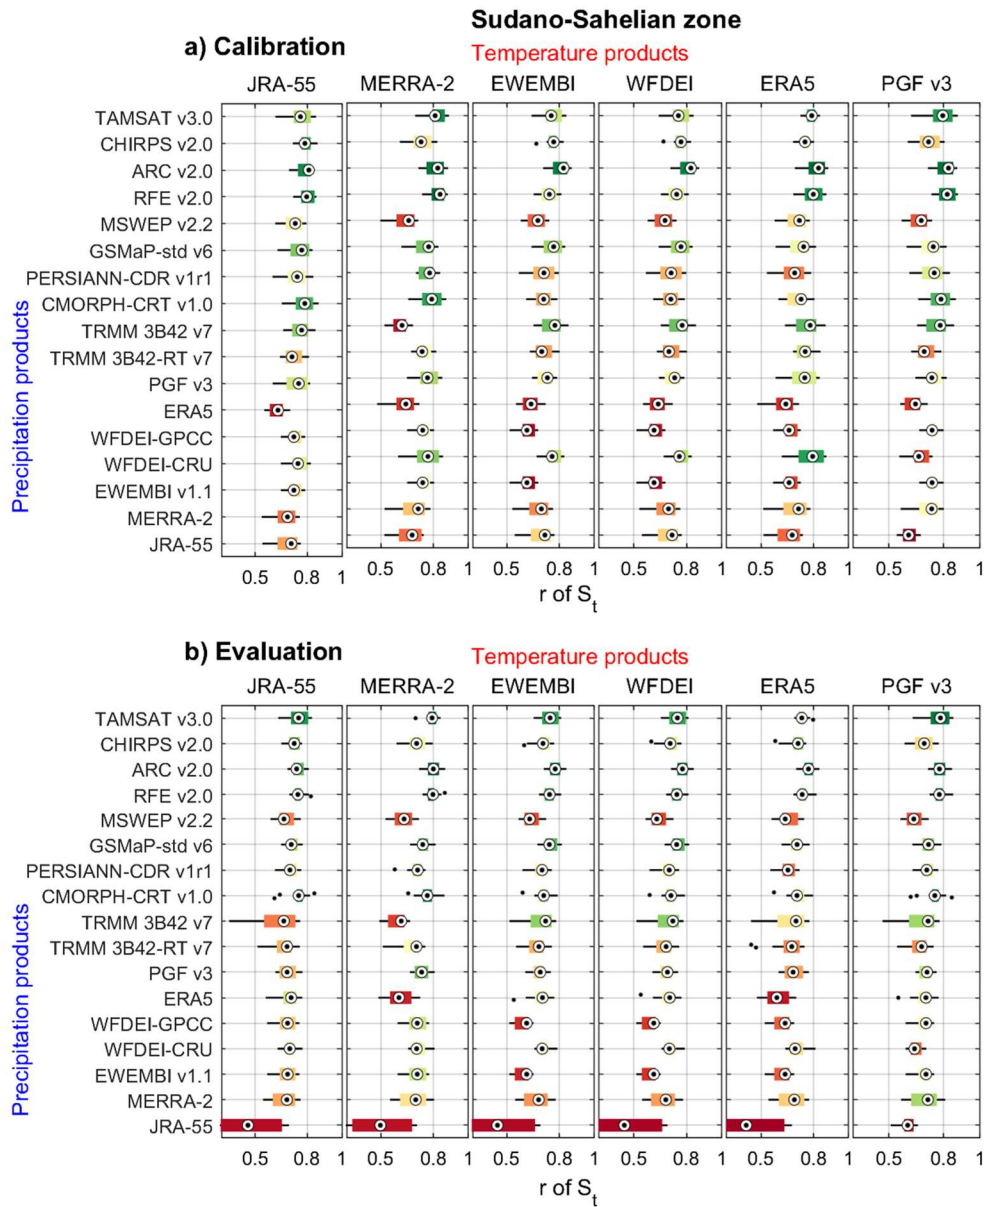 Sudano-Sahelian zone
a) Calibration
Temperature products
JRA-55 MERRA-2 EWEMBI WFDEI ERA5 PGF v3
Precipitation products
TAMSAT v3.0
CHIRPS v2.0
ARC v2.0
RFE v2.0
MSWEP v2.2
GSMaP-std v6
PERSIANN-CDR v1r1
CMORPH-CRT v1.0
TRMM 3B42 v7
TRMM 3B42-RT v7
PGF v3
ERA5
WFDEI-GPCC
WFDEI-CRU
EWEMBI v1.1
MERRA-2
JRA-55
0.5 0.8 1 0.5 0.8 1 0.5 0.8 1 0.5 0.8 1 0.5 0.8 1 0.5 0.8 1
r of S_t
b) Evaluation
Temperature products
JRA-55 MERRA-2 EWEMBI WFDEI ERA5 PGF v3
Precipitation products
TAMSAT v3.0
CHIRPS v2.0
ARC v2.0
RFE v2.0
MSWEP v2.2
GSMaP-std v6
PERSIANN-CDR v1r1
CMORPH-CRT v1.0
TRMM 3B42 v7
TRMM 3B42-RT v7
PGF v3
ERA5
WFDEI-GPCC
WFDEI-CRU
EWEMBI v1.1
MERRA-2
JRA-55
0.5 0.8 1 0.5 0.8 1 0.5 0.8 1 0.5 0.8 1 0.5 0.8 1 0.5 0.8 1
r of S_t